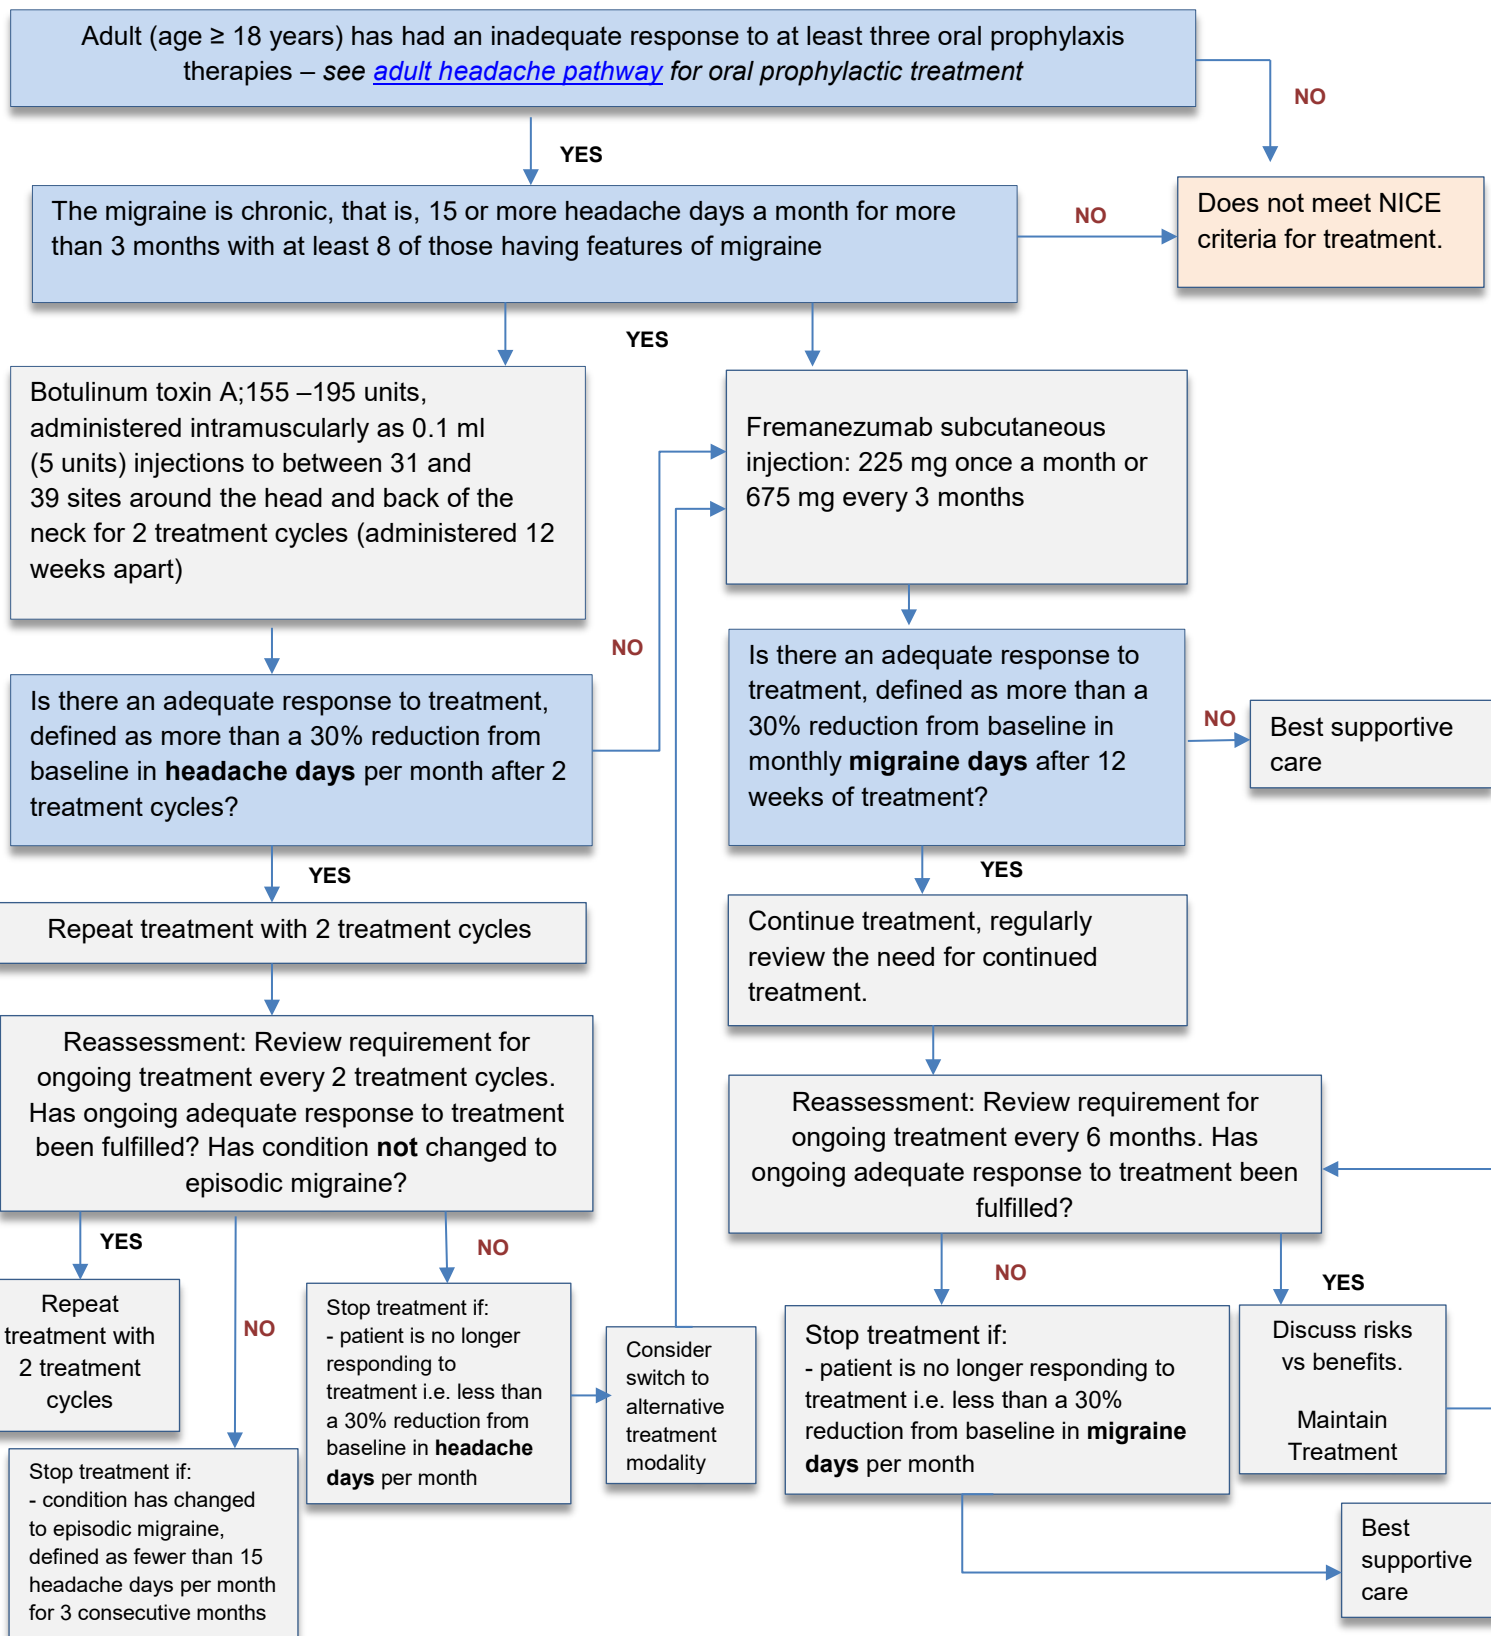 Adult (age ≥ 18 years) has had an inadequate response to at least three oral prophylaxis
therapies – see adult headache pathway for oral prophylactic treatment
NO
YES
The migraine is chronic, that is, 15 or more headache days a month for more
than 3 months with at least 8 of those having features of migraine
NO
Does not meet NICE
criteria for treatment.
YES
Botulinum toxin A;155 –195 units,
administered intramuscularly as 0.1 ml
(5 units) injections to between 31 and
39 sites around the head and back of the
neck for 2 treatment cycles (administered 12
weeks apart)
Fremanezumab subcutaneous
injection: 225 mg once a month or
675 mg every 3 months
NO
Is there an adequate response to treatment,
defined as more than a 30% reduction from
baseline in headache days per month after 2
treatment cycles?
Is there an adequate response to
treatment, defined as more than a
30% reduction from baseline in
monthly migraine days after 12
weeks of treatment?
NO
Best supportive
care
YES
YES
Repeat treatment with 2 treatment cycles
Continue treatment, regularly
review the need for continued
treatment.
Reassessment: Review requirement for
ongoing treatment every 2 treatment cycles.
Has ongoing adequate response to treatment
been fulfilled? Has condition not changed to
episodic migraine?
Reassessment: Review requirement for
ongoing treatment every 6 months. Has
ongoing adequate response to treatment been
fulfilled?
YES
NO
NO
NO
YES
Repeat
treatment with
2 treatment
cycles
Stop treatment if:
- patient is no longer
responding to
treatment i.e. less than
a 30% reduction from
baseline in headache
days per month
Consider
switch to
alternative
treatment
modality
Stop treatment if:
- patient is no longer responding to
treatment i.e. less than a 30%
reduction from baseline in migraine
days per month
Discuss risks
vs benefits.
Maintain
Treatment
Stop treatment if:
- condition has changed
to episodic migraine,
defined as fewer than 15
headache days per month
for 3 consecutive months
Best
supportive
care